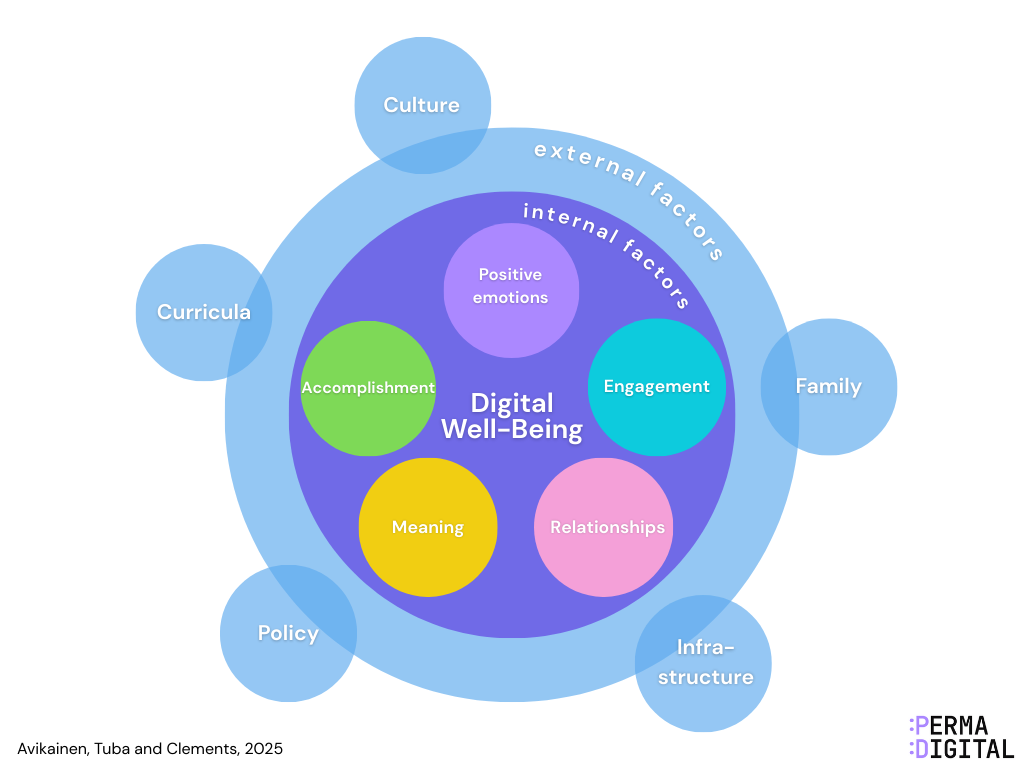 Culture
external factors
internal factors
Positive
emotions
Curricula
Accomplishment
Engagement
Family
Digital
Well-Being
Meaning
Relationships
Policy
Infra-
structure
Avikainen, Tuba and Clements, 2025
:PERMA
:DIGITAL